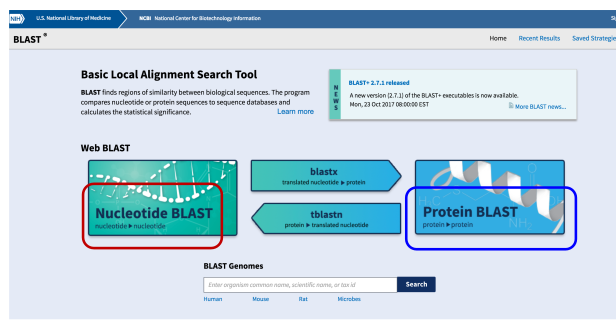 NIH U.S. National Library of Medicine NCBI National Center for Biotechnology Information
BLAST ®
Home Recent Results Saved Strategie
Basic Local Alignment Search Tool
BLAST finds regions of similarity between biological sequences. The program
compares nucleotide or protein sequences to sequence databases and
calculates the statistical significance. Learn more
NEWS
BLAST+ 2.7.1 released
A new version (2.7.1) of the BLAST+ executables is now available.
Mon, 23 Oct 2017 08:00:00 EST
More BLAST news...
Web BLAST
Nucleotide BLAST
nucleotide ▶ nucleotide
blastx
translated nucleotide ▶ protein
tblastn
protein ▶ translated nucleotide
Protein BLAST
protein ▶ protein
BLAST Genomes
Enter organism common name, scientific name, or tax id Search
Human Mouse Rat Microbes